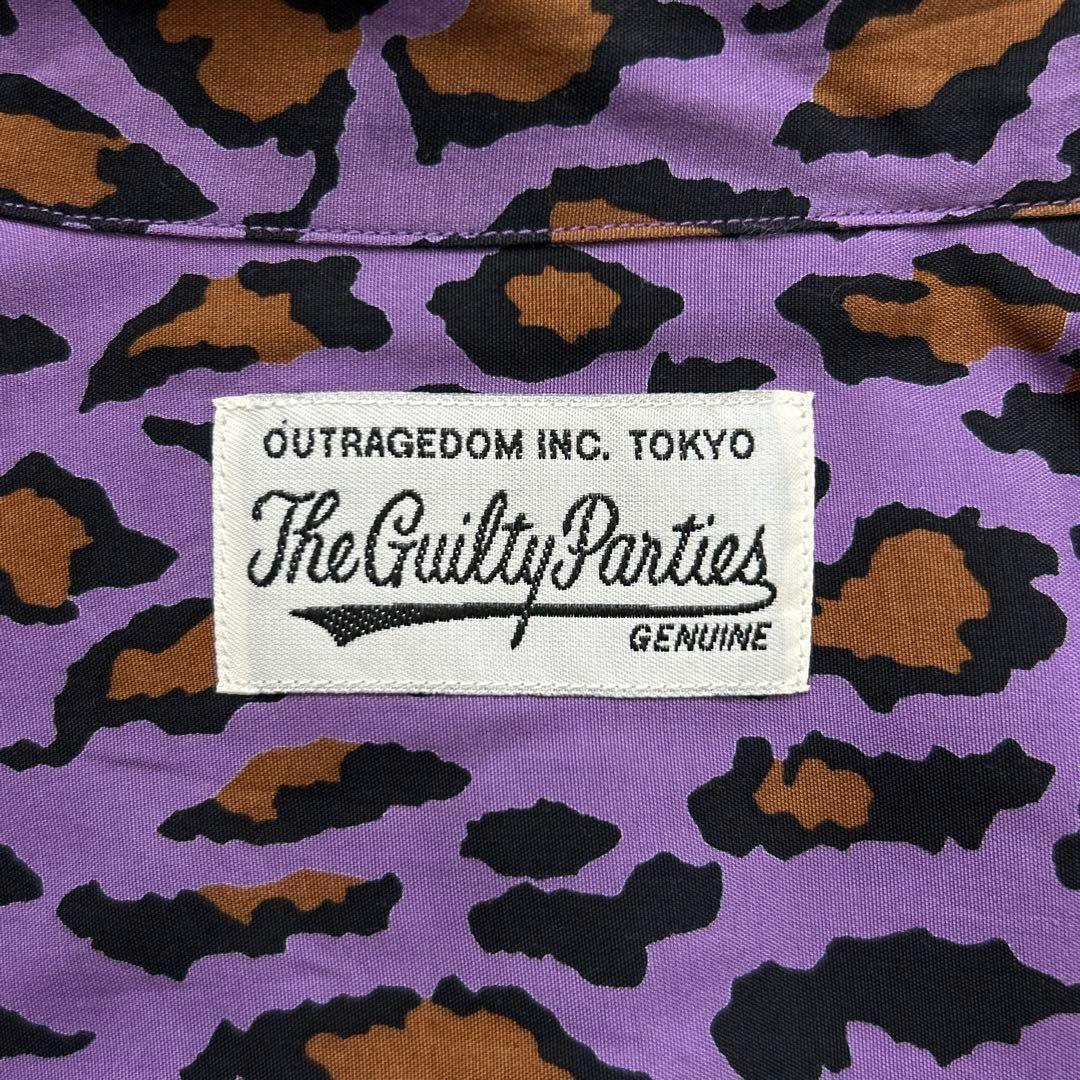 OUTRAGEDOM INC. TOKYO
The Guilty Parties
GENUINE